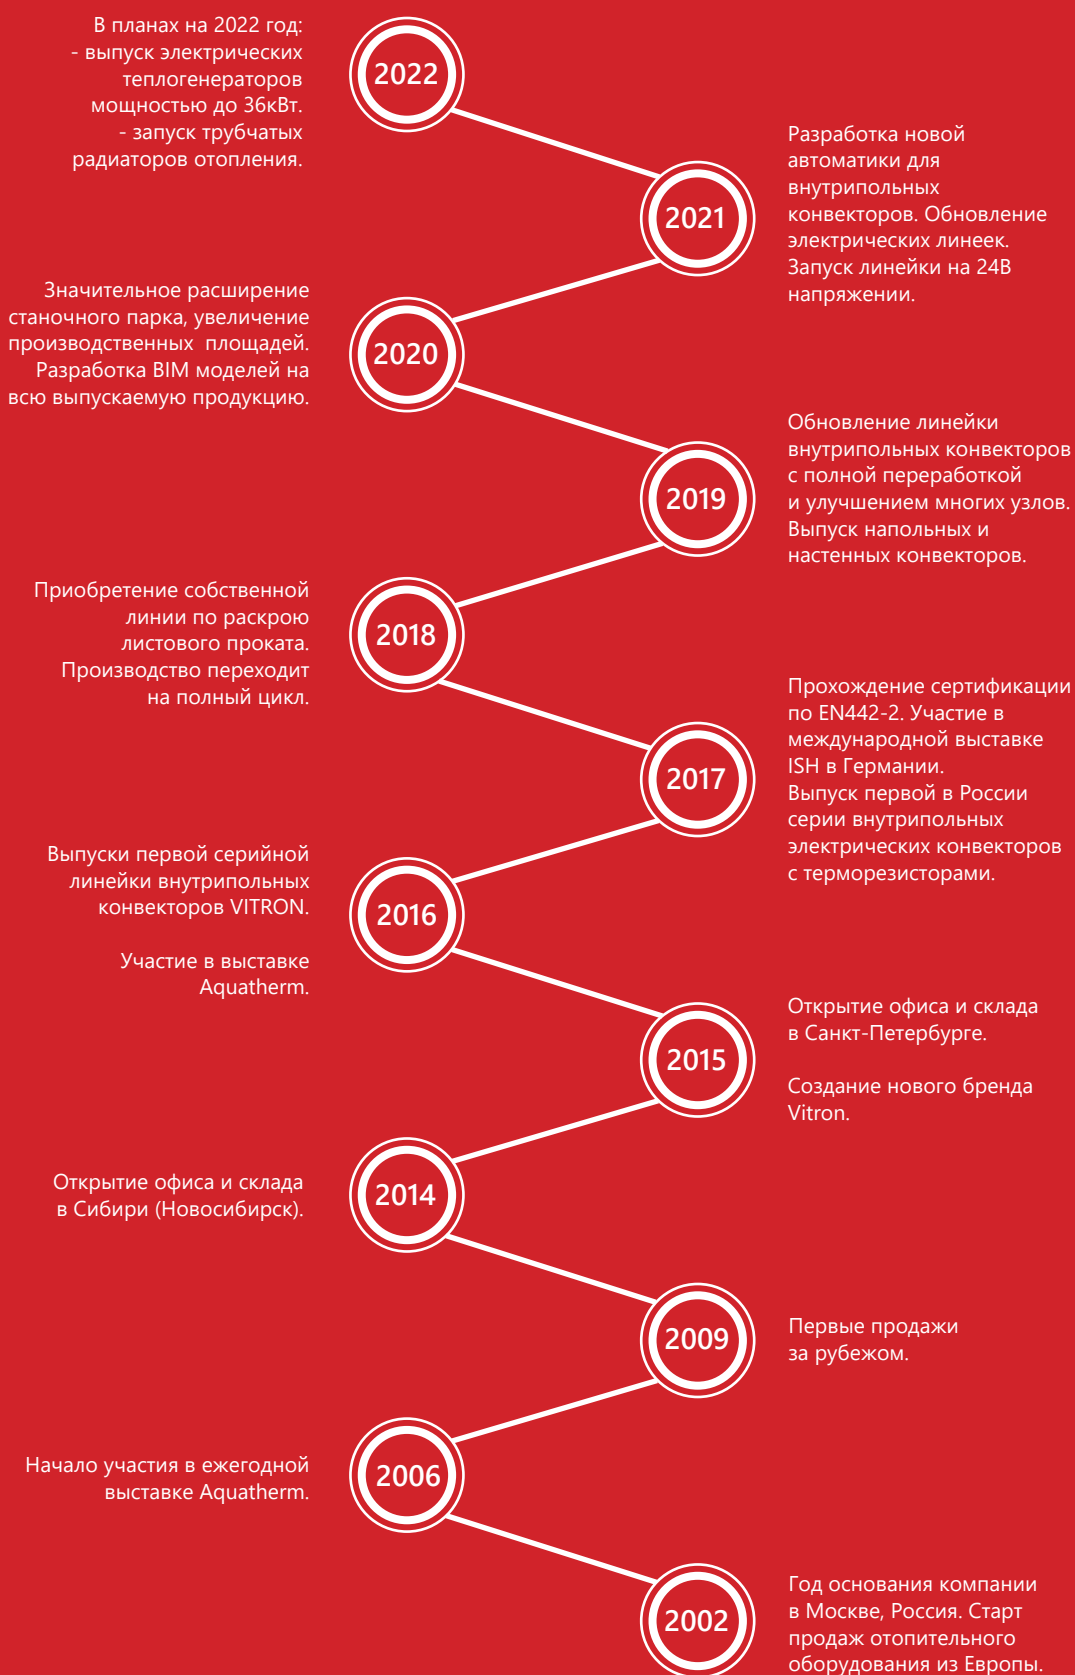 В планах на 2022 год:
- выпуск электрических
теплогенераторов
мощностью до 36кВт.
- запуск трубчатых
радиаторов отопления.
2022
Разработка новой
автоматики для
внутрипольных
конвекторов. Обновление
электрических линеек.
Запуск линейки на 24В
напряжении.
2021
Значительное расширение
станочного парка, увеличение
производственных площадей.
Разработка BIM моделей на
всю выпускаемую продукцию.
2020
Обновление линейки
внутрипольных конвекторов
с полной переработкой
и улучшением многих узлов.
Выпуск напольных и
настенных конвекторов.
2019
Приобретение собственной
линии по раскрою
листового проката.
Производство переходит
на полный цикл.
2018
Прохождение сертификации
по EN442-2. Участие в
международной выставке
ISH в Германии.
Выпуск первой в России
серии внутрипольных
электрических конвекторов
с терморезисторами.
2017
Выпуски первой серийной
линейки внутрипольных
конвекторов VITRON.
Участие в выставке
Aquatherm.
2016
Открытие офиса и склада
в Санкт-Петербурге.
Создание нового бренда
Vitron.
2015
Открытие офиса и склада
в Сибири (Новосибирск).
2014
Первые продажи
за рубежом.
2009
Начало участия в ежегодной
выставке Aquatherm.
2006
Год основания компании
в Москве, Россия. Старт
продаж отопительного
оборудования из Европы.
2002